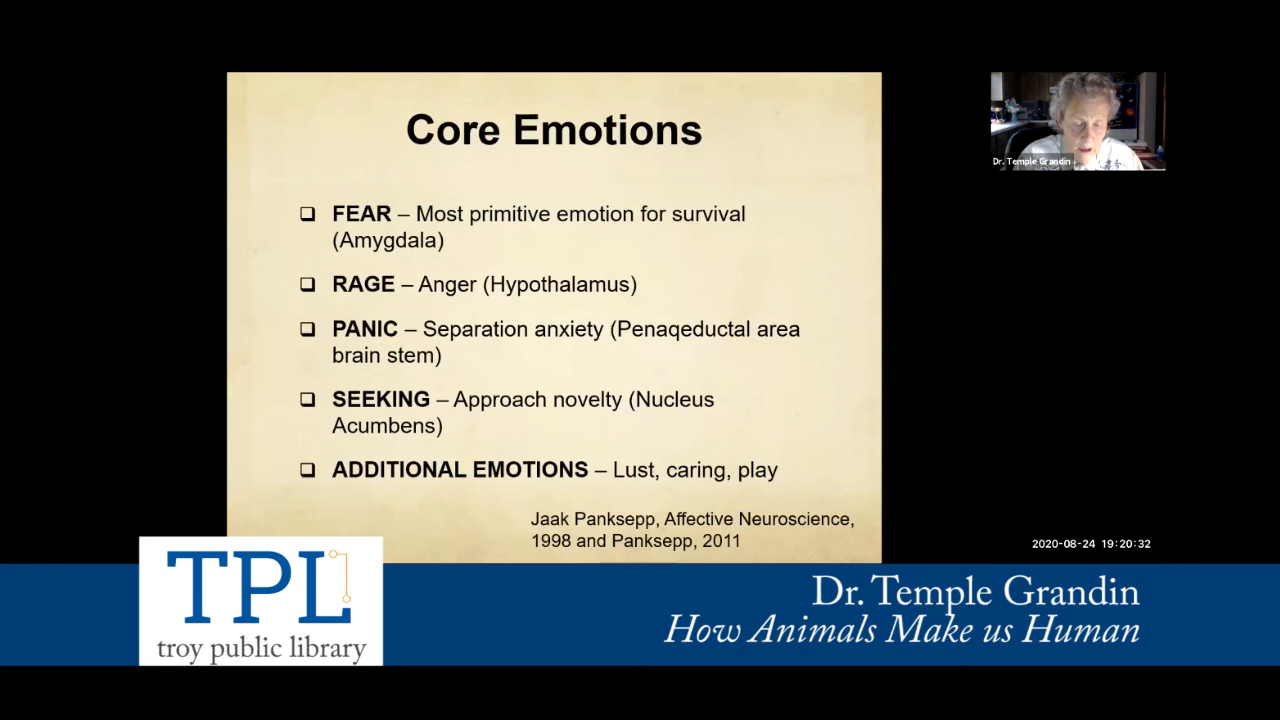 Core Emotions
❑ FEAR – Most primitive emotion for survival
(Amygdala)
❑ RAGE – Anger (Hypothalamus)
❑ PANIC – Separation anxiety (Penaqeductal area
brain stem)
❑ SEEKING – Approach novelty (Nucleus
Acumbens)
❑ ADDITIONAL EMOTIONS – Lust, caring, play
Jaak Panksepp, Affective Neuroscience,
1998 and Panksepp, 2011
Dr. Temple Grandin
2020-08-24 19:20:32
TPL
troy public library
Dr. Temple Grandin
How Animals Make us Human